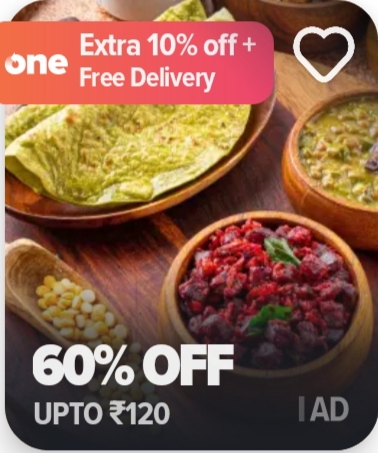 one
Extra 10% off +
Free Delivery
60% OFF
UPTO ₹120
| AD